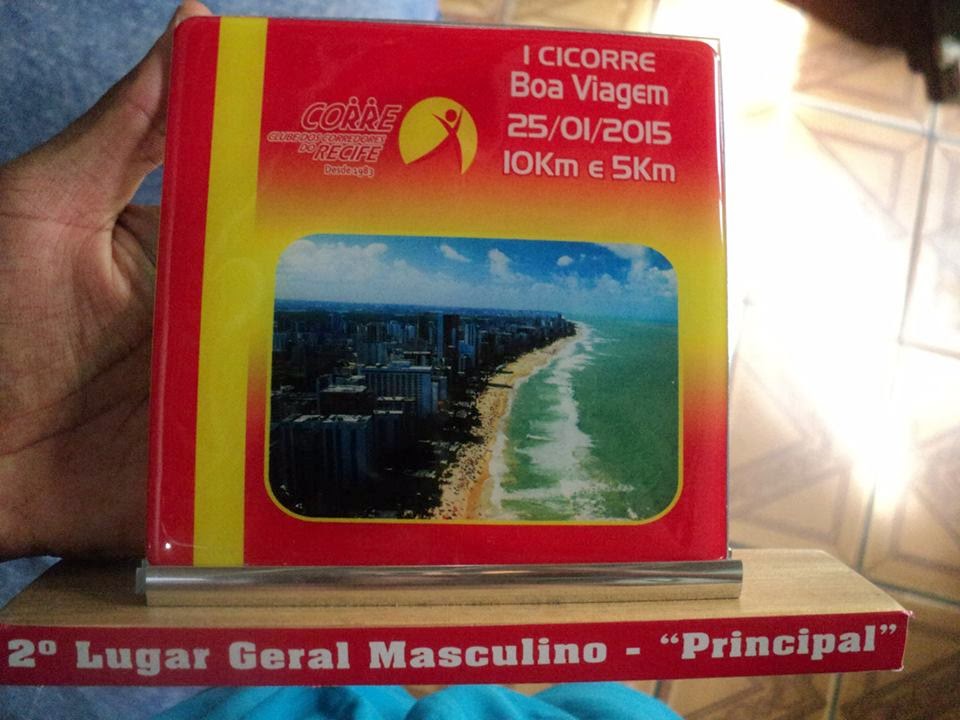 I CICORRE
Boa Viagem
25/01/2015
10Km e 5Km
CORRE
CLUBE DOS CORREDORES
DO RECIFE
Desde 1983
2º Lugar Geral Masculino - “Principal”